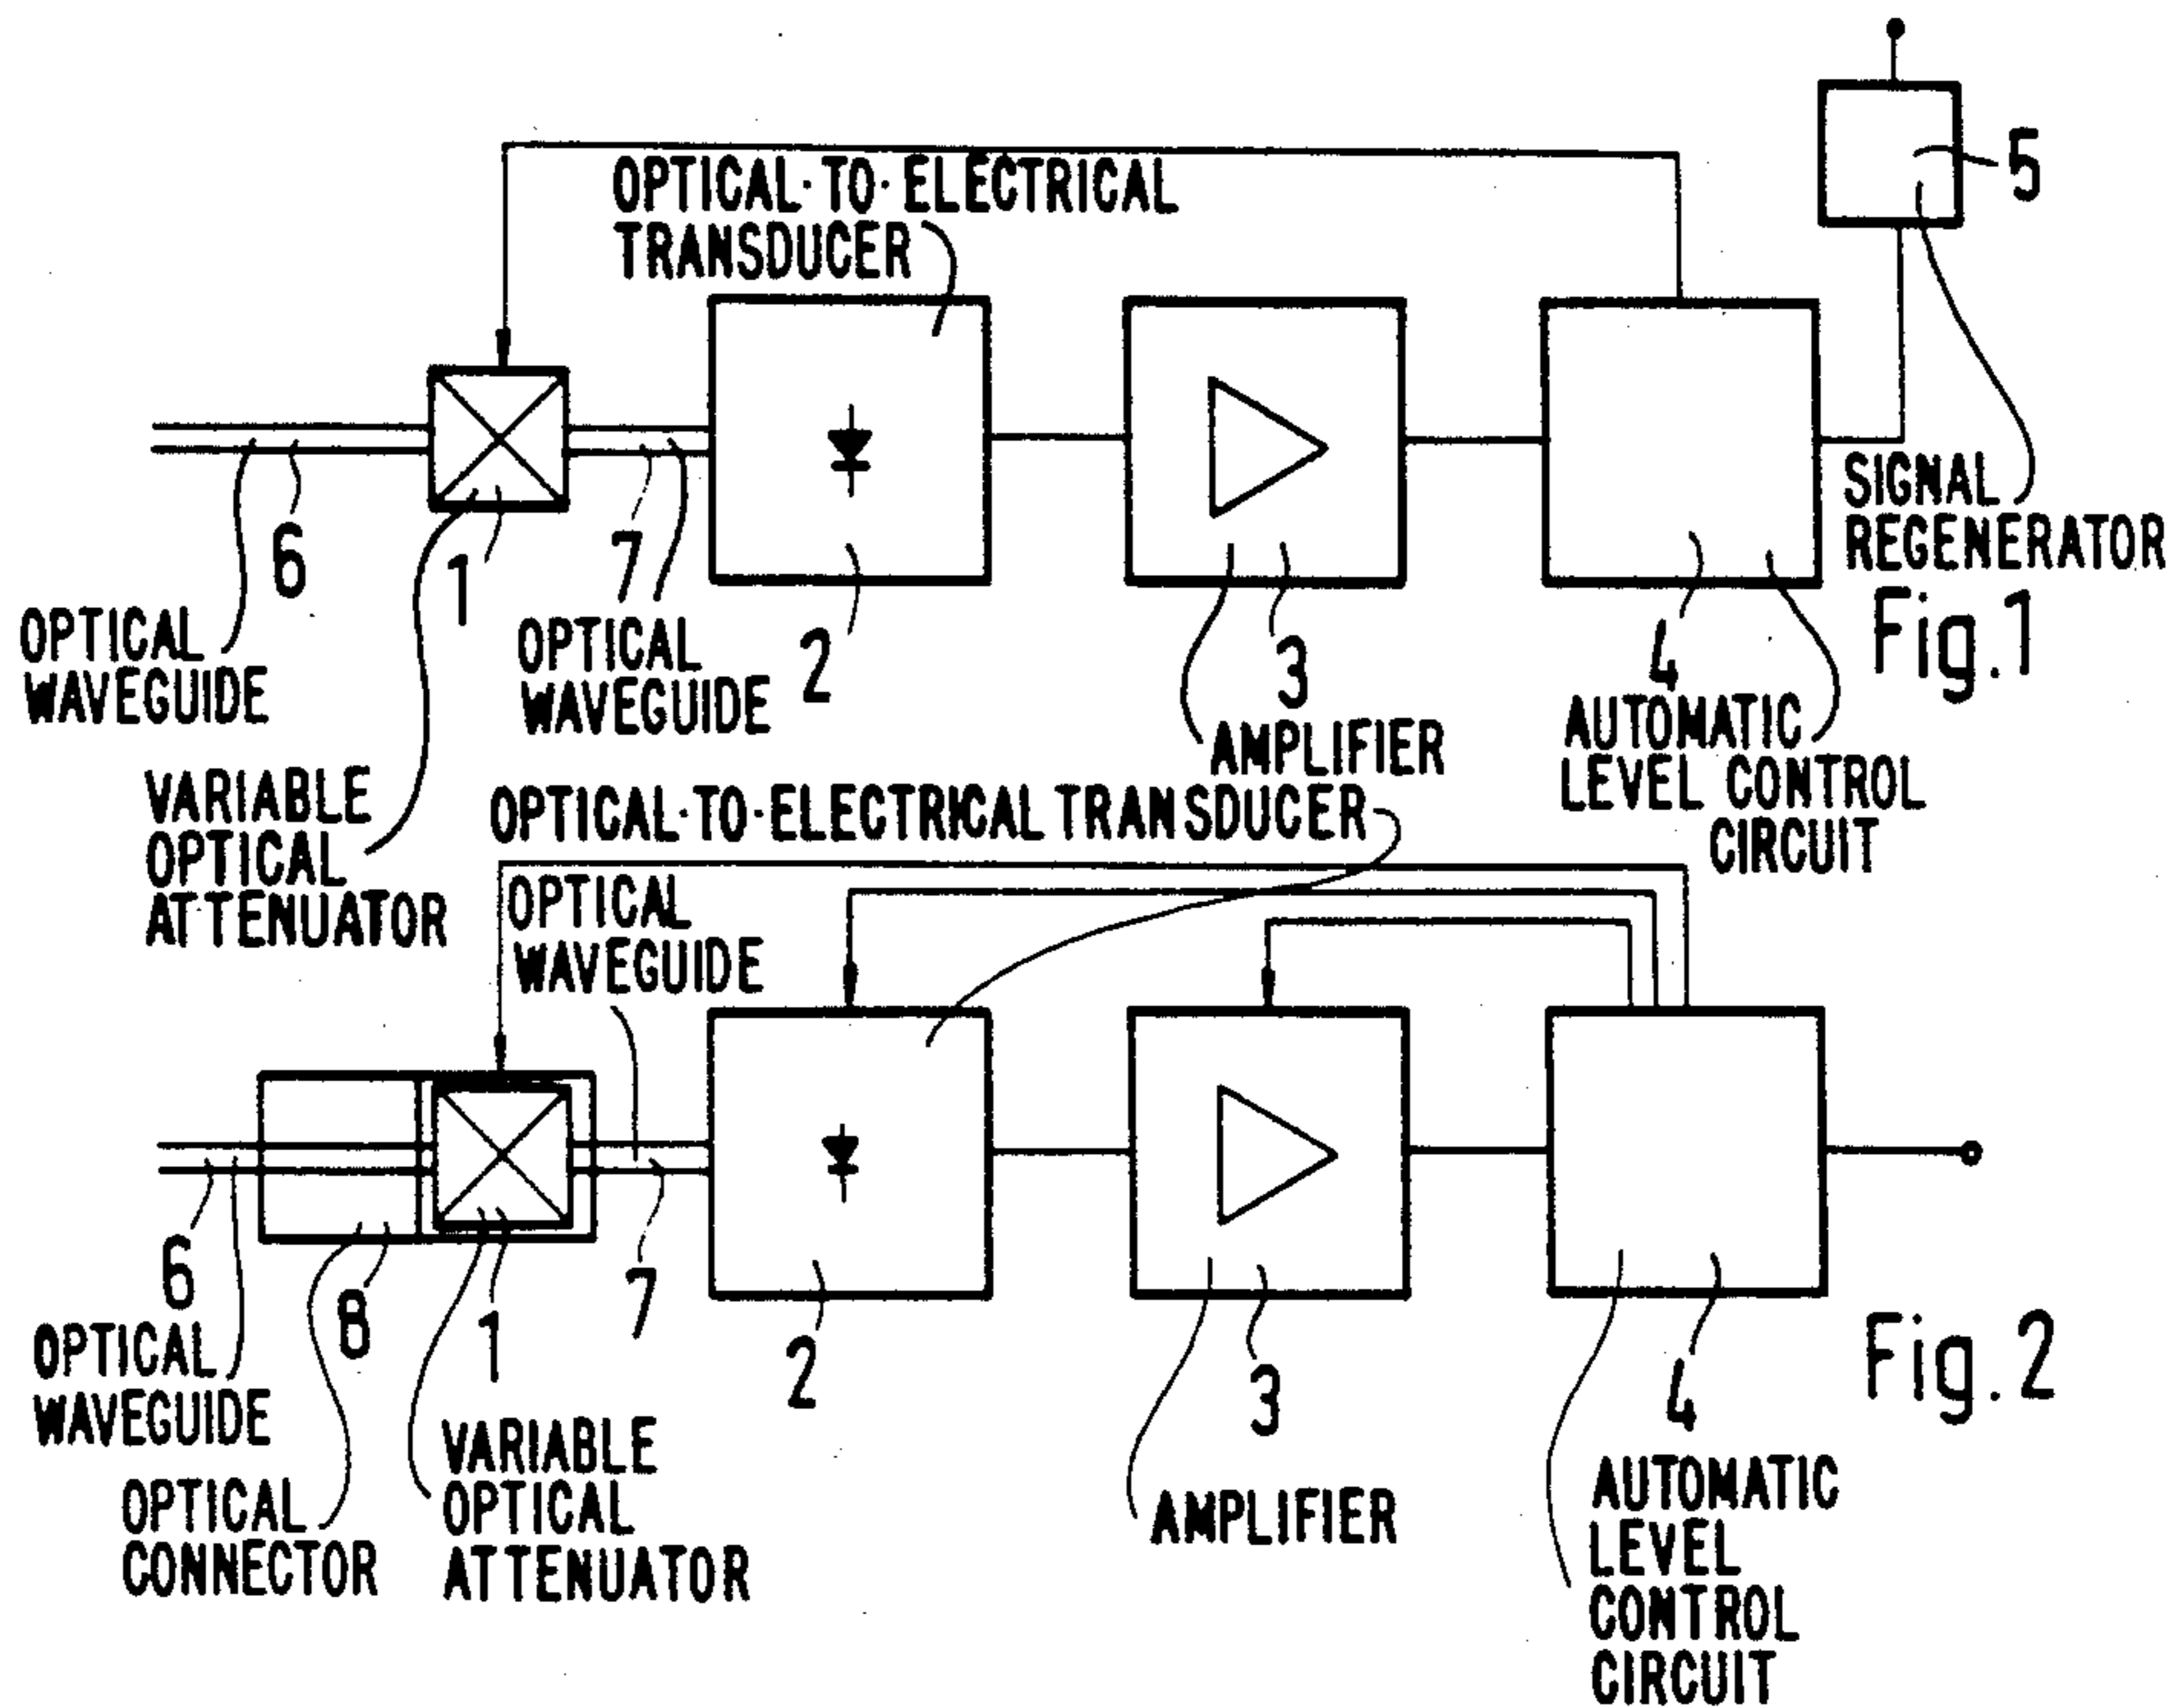 5
OPTICAL-TO-ELECTRICAL
TRANSDUCER
6
1
7
2
3
4
SIGNAL
REGENERATOR
Fig.1
OPTICAL
WAVEGUIDE
OPTICAL
WAVEGUIDE
AMPLIFIER
AUTOMATIC
LEVEL CONTROL
CIRCUIT
VARIABLE
OPTICAL
ATTENUATOR
OPTICAL-TO-ELECTRICAL TRANSDUCER
OPTICAL
WAVEGUIDE
6
8
1
7
2
3
4
Fig.2
OPTICAL
WAVEGUIDE
OPTICAL
CONNECTOR
VARIABLE
OPTICAL
ATTENUATOR
AMPLIFIER
AUTOMATIC
LEVEL
CONTROL
CIRCUIT